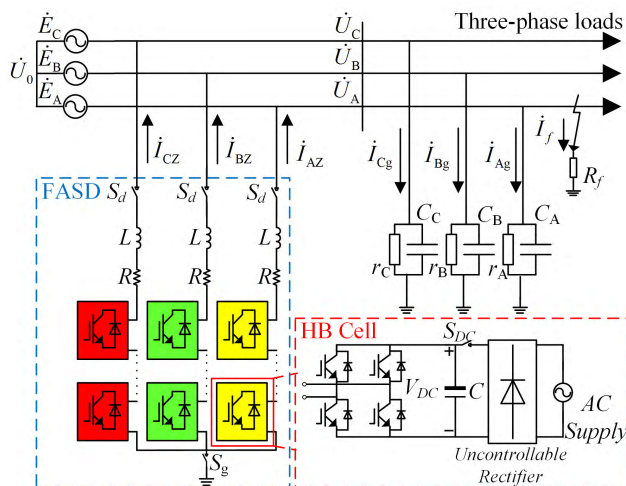 Ė_C U̇_C Three-phase loads
Ė_B U̇_B
U̇_0
Ė_A U̇_A
İ_CZ İ_BZ İ_AZ İ_Cg İ_Bg İ_Ag İ_f
R_f
FASD
S_d S_d S_d
C_C C_B C_A
L L L
r_C r_B r_A
R R R
HB Cell
S_DC
+
V_DC C
−
AC
Supply
Uncontrollable
Rectifier
S_g